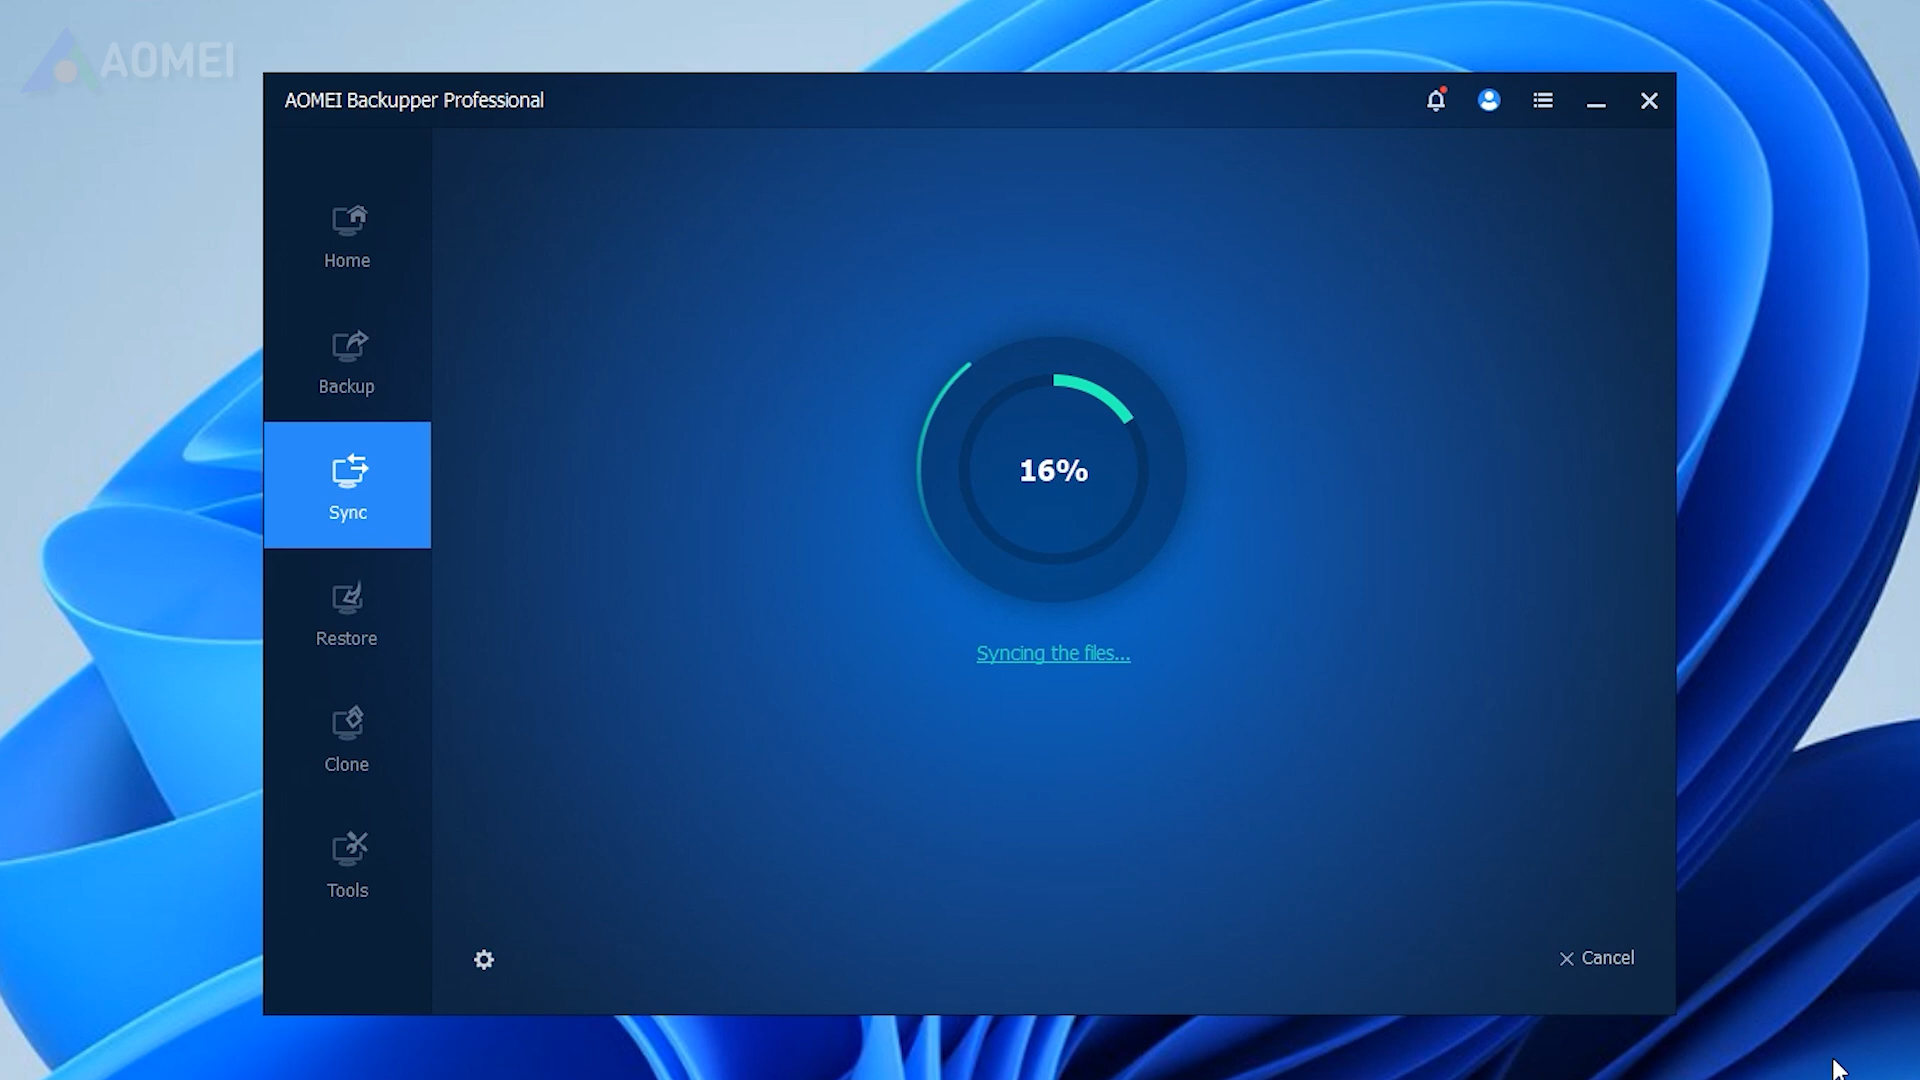 AOMEI
AOMEI Backupper Professional
Home
Backup
Sync
Restore
Clone
Tools
16%
Syncing the files...
Cancel